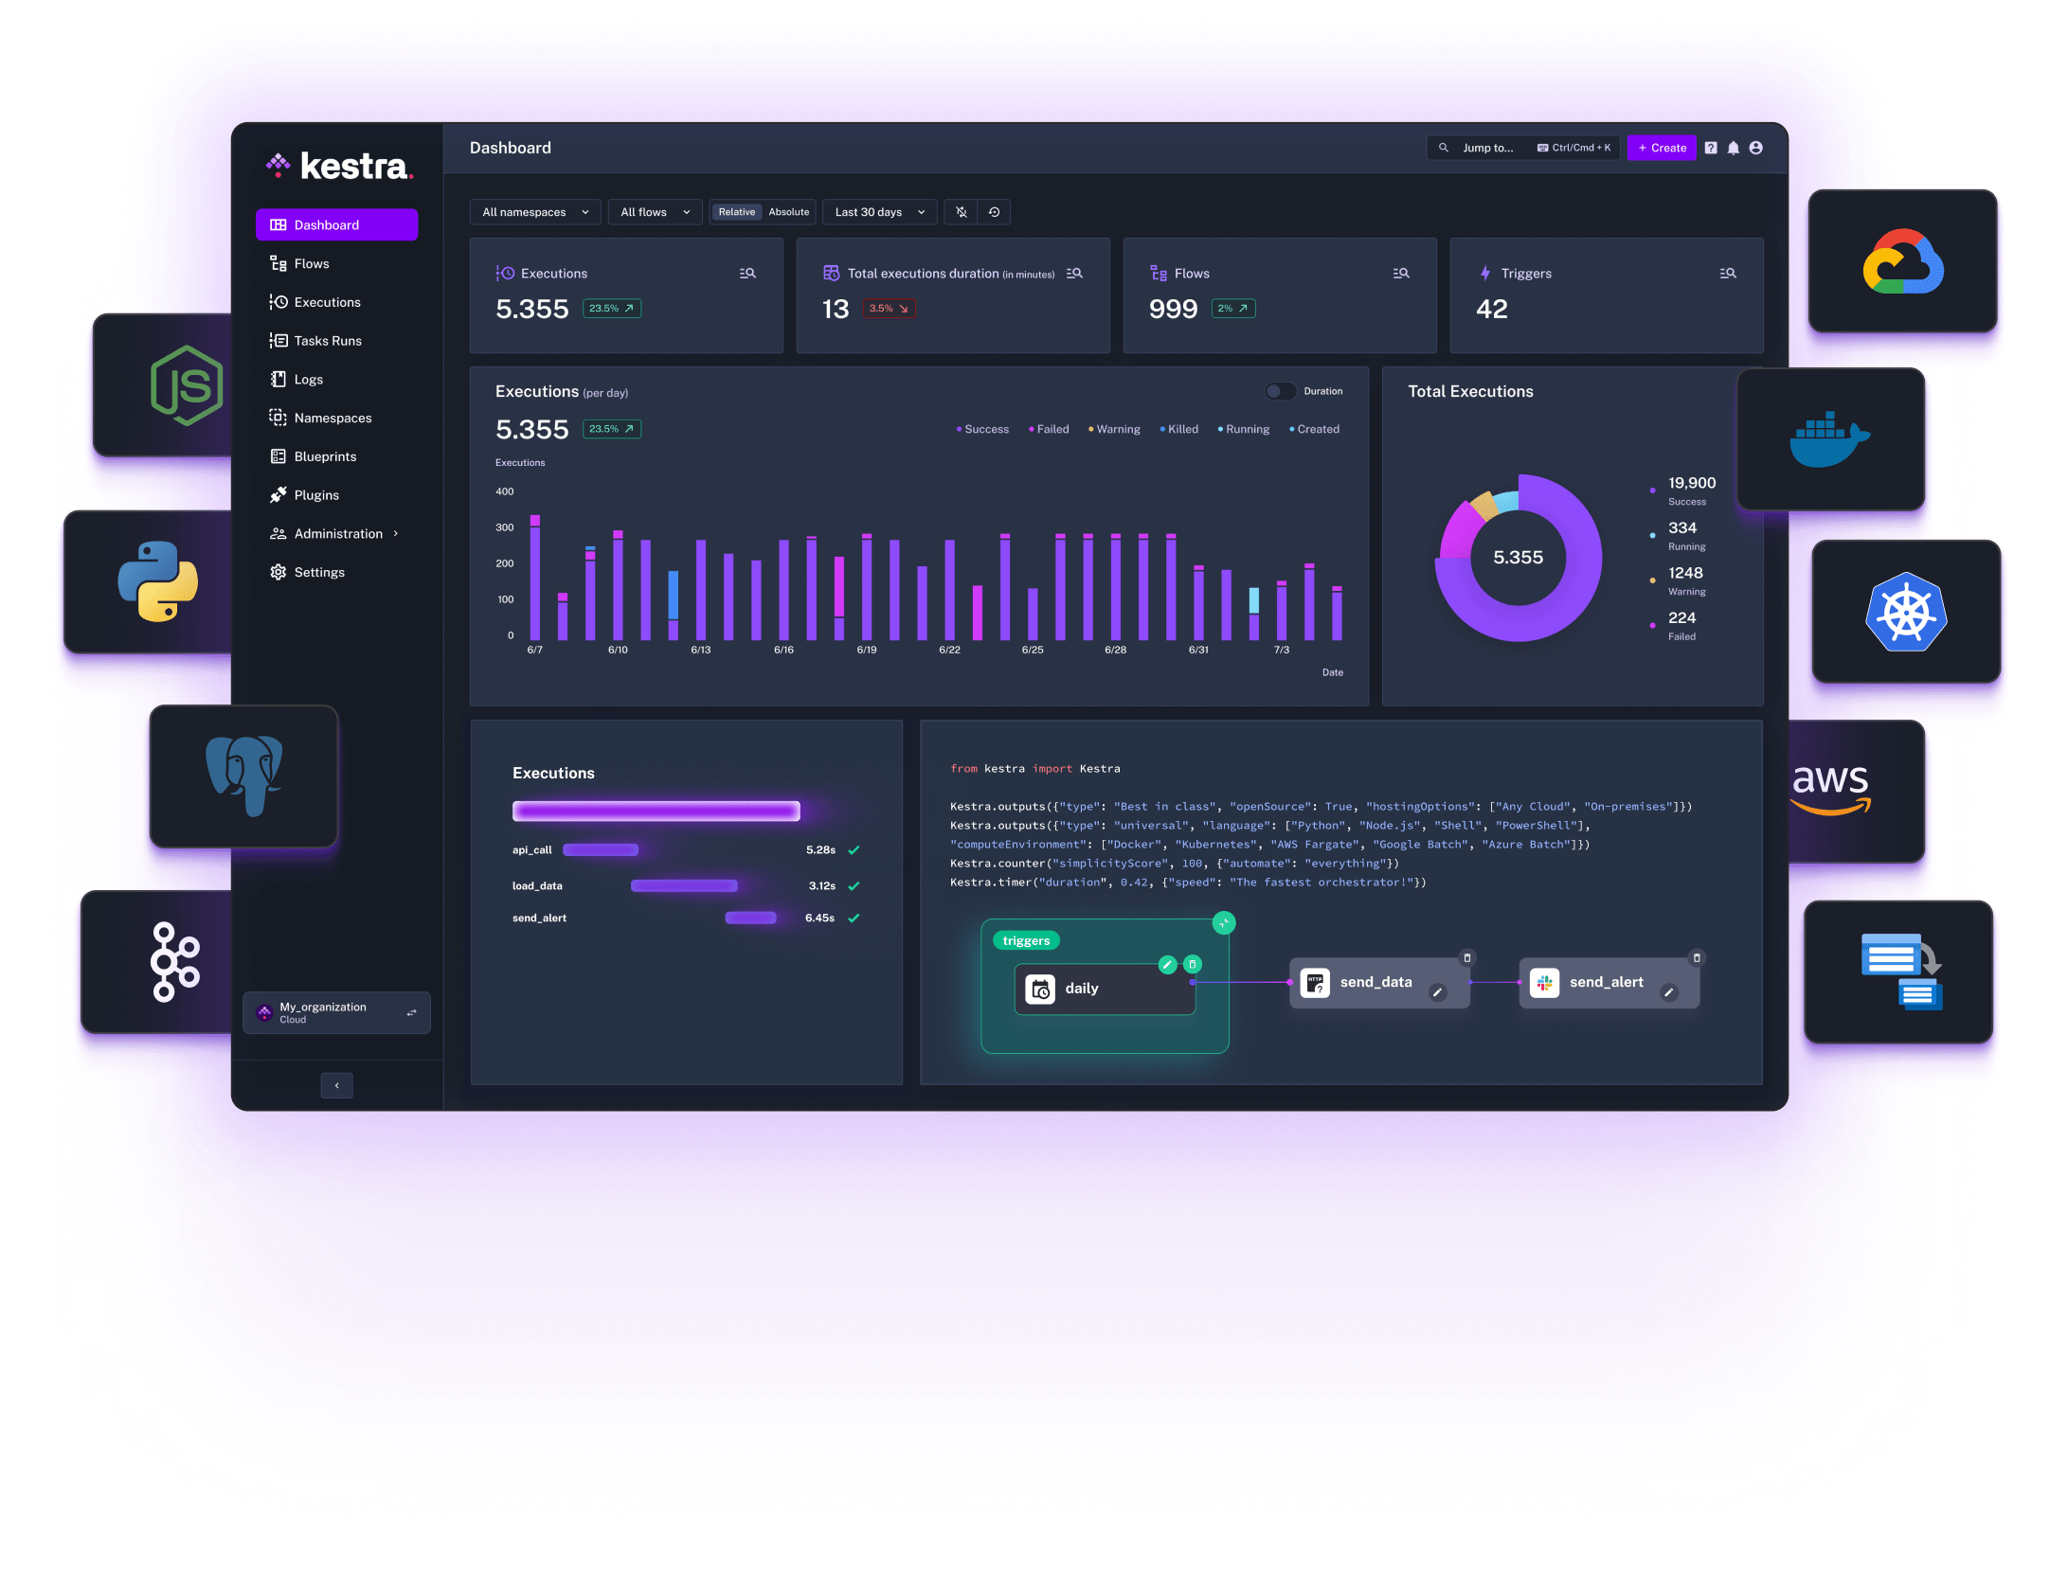 kestra.
Dashboard
Flows
Executions
Tasks Runs
Logs
Namespaces
Blueprints
Plugins
Administration
Settings
My_organization
Cloud
Dashboard
Jump to... Ctrl/Cmd + K
+ Create
?
All namespaces
All flows
Relative Absolute
Last 30 days
Executions
5.355 23.5%
Total executions duration (in minutes)
13 3.5%
Flows
999 2%
Triggers
42
Executions (per day)
Duration
5.355 23.5%
Success Failed Warning Killed Running Created
Executions
400
300
200
100
0
6/7 6/10 6/13 6/16 6/19 6/22 6/25 6/28 6/31 7/3
Date
Total Executions
5.355
19,900
Success
334
Running
1248
Warning
224
Failed
Executions
api_call 5.28s
load_data 3.12s
send_alert 6.45s
from kestra import Kestra
Kestra.outputs({"type": "Best in class", "openSource": True, "hostingOptions": ["Any Cloud", "On-premises"]})
Kestra.outputs({"type": "universal", "language": ["Python", "Node.js", "Shell", "PowerShell"],
"computeEnvironment": ["Docker", "Kubernetes", "AWS Fargate", "Google Batch", "Azure Batch"]})
Kestra.counter("simplicityScore", 100, {"automate": "everything"})
Kestra.timer("duration", 0.42, {"speed": "The fastest orchestrator!"})
triggers
daily
HTTP
?
send_data
send_alert
JS
aws